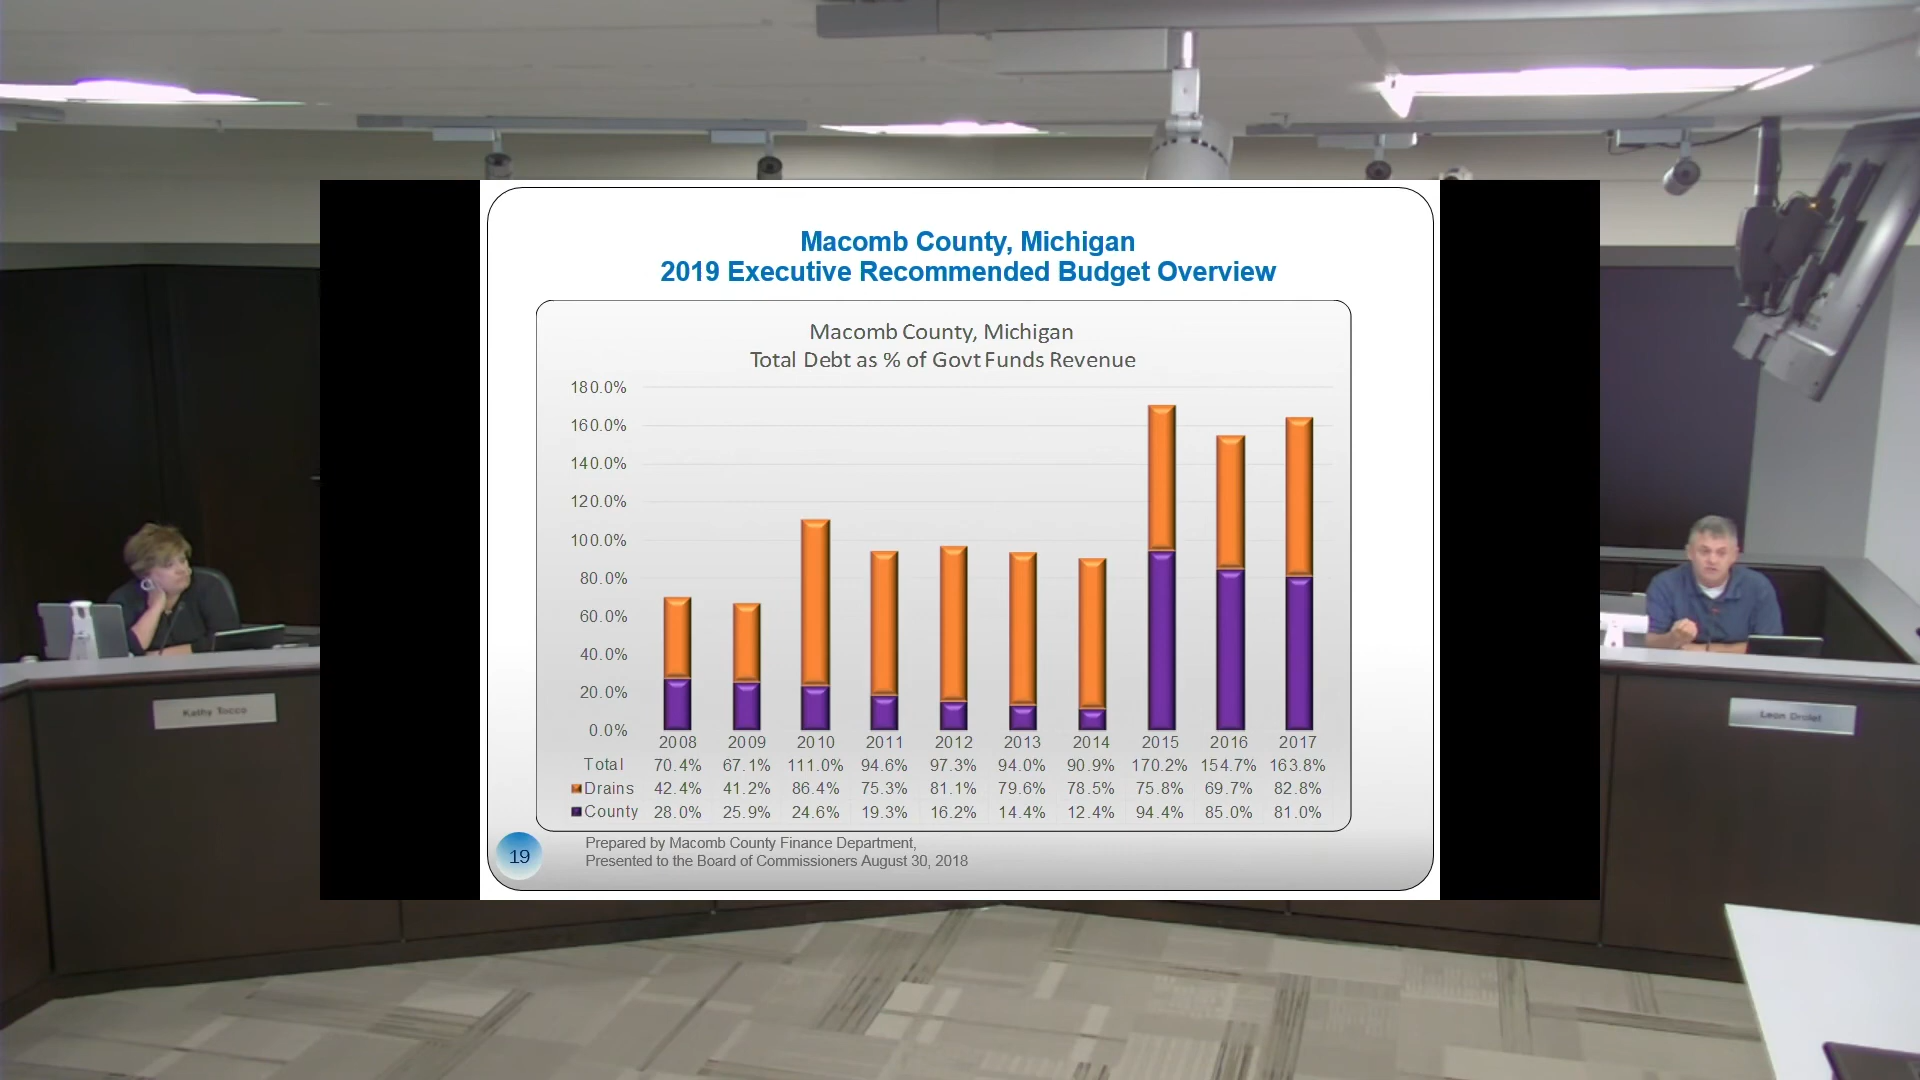 Macomb County, Michigan
2019 Executive Recommended Budget Overview
Macomb County, Michigan
Total Debt as % of Govt Funds Revenue
180.0%
160.0%
140.0%
120.0%
100.0%
80.0%
60.0%
40.0%
20.0%
0.0%
2008 2009 2010 2011 2012 2013 2014 2015 2016 2017
Total 70.4% 67.1% 111.0% 94.6% 97.3% 94.0% 90.9% 170.2% 154.7% 163.8%
Drains 42.4% 41.2% 86.4% 75.3% 81.1% 79.6% 78.5% 75.8% 69.7% 82.8%
County 28.0% 25.9% 24.6% 19.3% 16.2% 14.4% 12.4% 94.4% 85.0% 81.0%
19
Prepared by Macomb County Finance Department,
Presented to the Board of Commissioners August 30, 2018
Kathy Tocco
Leon Drolet